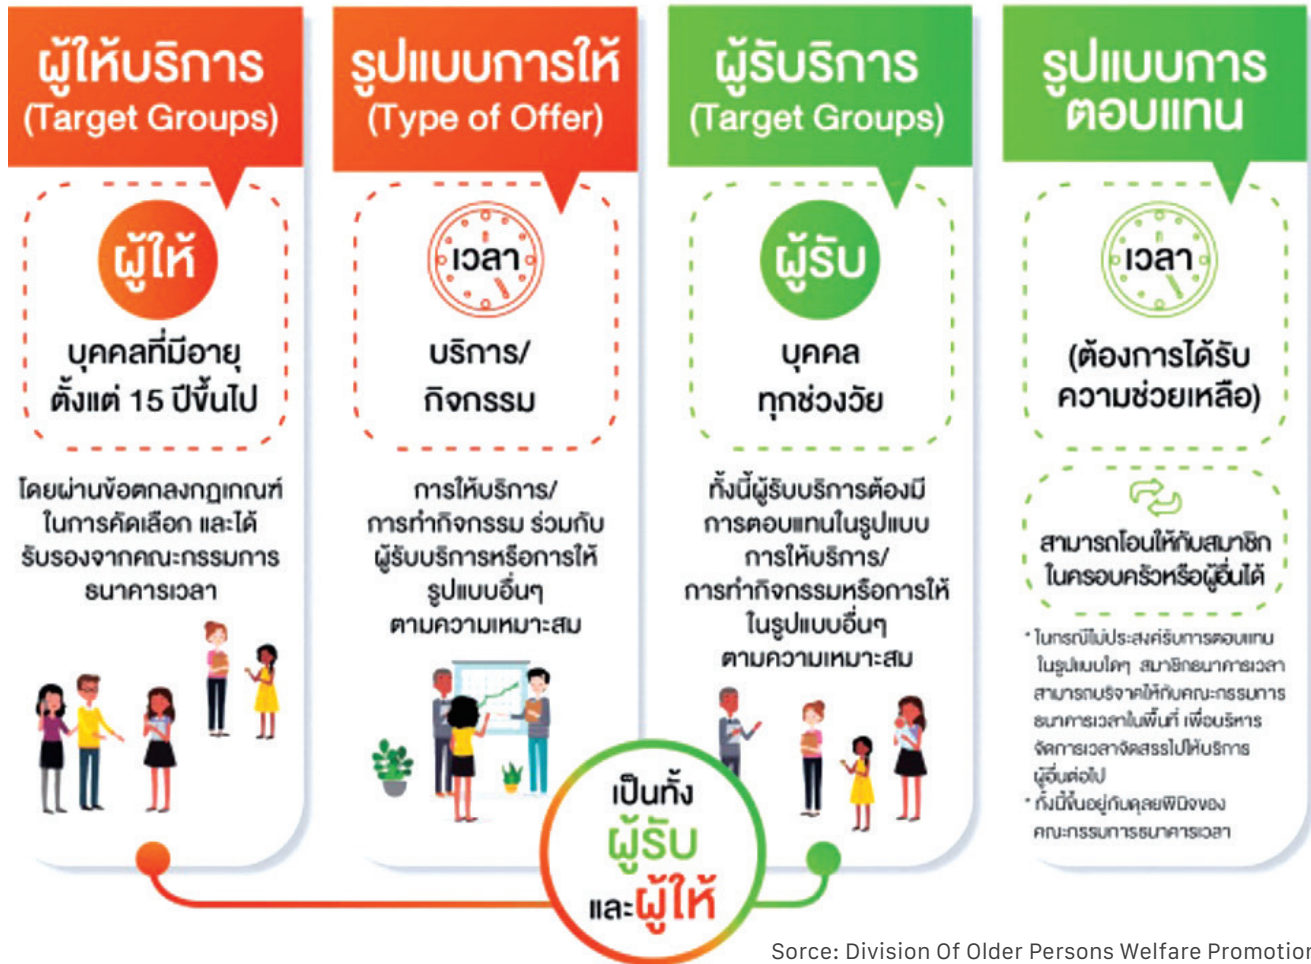 ผู้ให้บริการ
(Target Groups)
ผู้ให้
บุคคลที่มีอายุ
ตั้งแต่ 15 ปีขึ้นไป
โดยผ่านข้อตกลงกฎเกณฑ์
ในการคัดเลือก และได้
รับรองจากคณะกรรมการ
ธนาคารเวลา
รูปแบบการให้
(Type of Offer)
เวลา
บริการ/
กิจกรรม
การให้บริการ/
การทำกิจกรรม ร่วมกับ
ผู้รับบริการหรือการให้
รูปแบบอื่นๆ
ตามความเหมาะสม
ผู้รับริการ
(Target Groups)
ผู้รับ
บุคคล
ทุกช่วงวัย
ทั้งนี้ผู้รับบริการต้องมี
การตอบแทนในรูปแบบ
การให้บริการ/
การทำกิจกรรมหรือการให้
ในรูปแบบอื่นๆ
ตามความเหมาะสม
รูปแบบการ
ตอบแทน
เวลา
(ต้องการได้รับ
ความช่วยเหลือ)
สามารถโอนให้กับสมาชิก
ในครอบครัวหรือผู้อื่นได้
* ในกรณีไม่ประสงค์รับการตอบแทน
ในรูปแบบใดๆ สมาชิกธนาคารเวลา
สามารถบริจาคให้กับคณะกรรมการ
ธนาคารเวลาในพื้นที่ เพื่อบริหาร
จัดการเวลาจัดสรรไปให้บริการ
ผู้อื่นต่อไป
* ทั้งนี้ขึ้นอยู่กับดุลยพินิจของ
คณะกรรมการธนาคารเวลา
เป็นทั้ง
ผู้รับ
และผู้ให้
Sorce: Division Of Older Persons Welfare Promotion